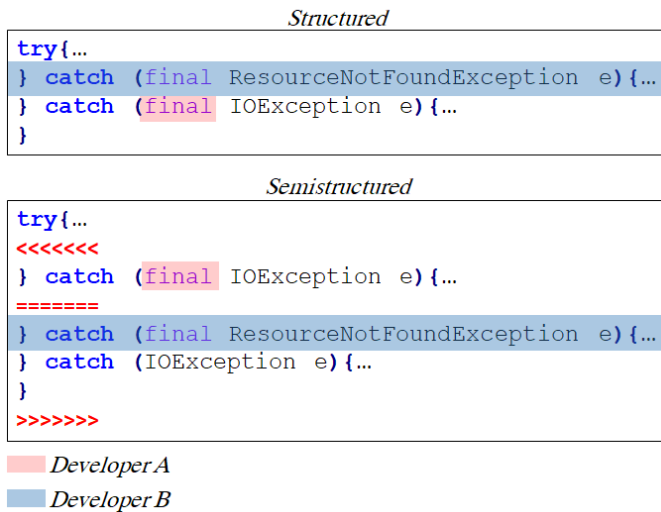 Structured
try{…
} catch (final ResourceNotFoundException e){…
} catch (final IOException e){…
}
Semistructured
try{…
<<<<<<<
} catch (final IOException e){…
=======
} catch (final ResourceNotFoundException e){…
} catch (IOException e){…
}
>>>>>>>
Developer A
Developer B